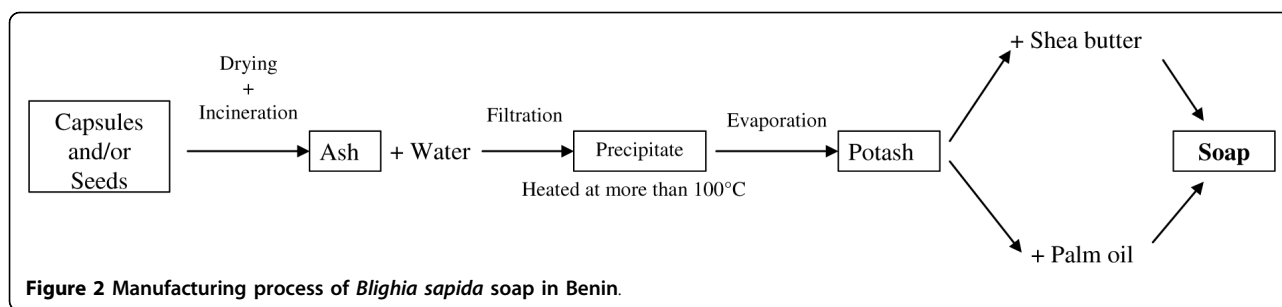 + Shea butter
Drying
+
Incineration
Capsules
and/or
Seeds
Ash
+ Water
Filtration
Precipitate
Heated at more than 100°C
Evaporation
Potash
Soap
+ Palm oil
Figure 2 Manufacturing process of Blighia sapida soap in Benin.